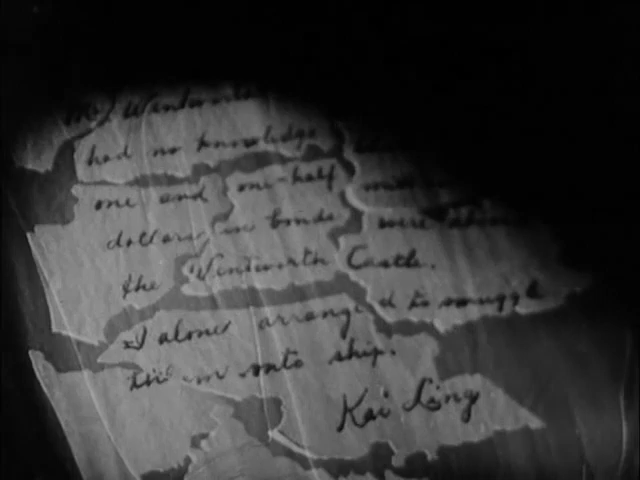 Mr. Wentworth
had no knowledge
one and one-half
dollars in bonds were
the Wentworth Castle.
I alone arranged to smuggle
them onto ship.
Kai Ling